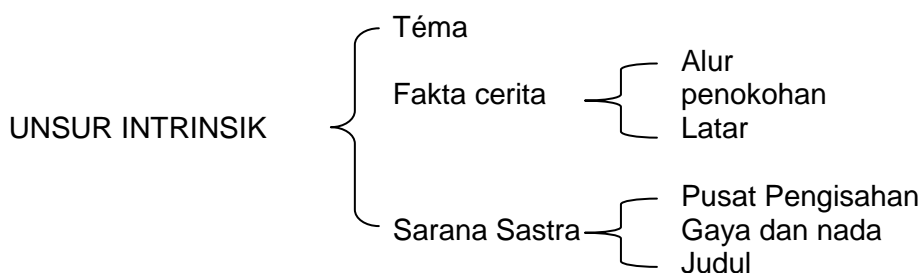 UNSUR INTRINSIK
Téma
Fakta cerita
Alur
penokohan
Latar
Sarana Sastra
Pusat Pengisahan
Gaya dan nada
Judul